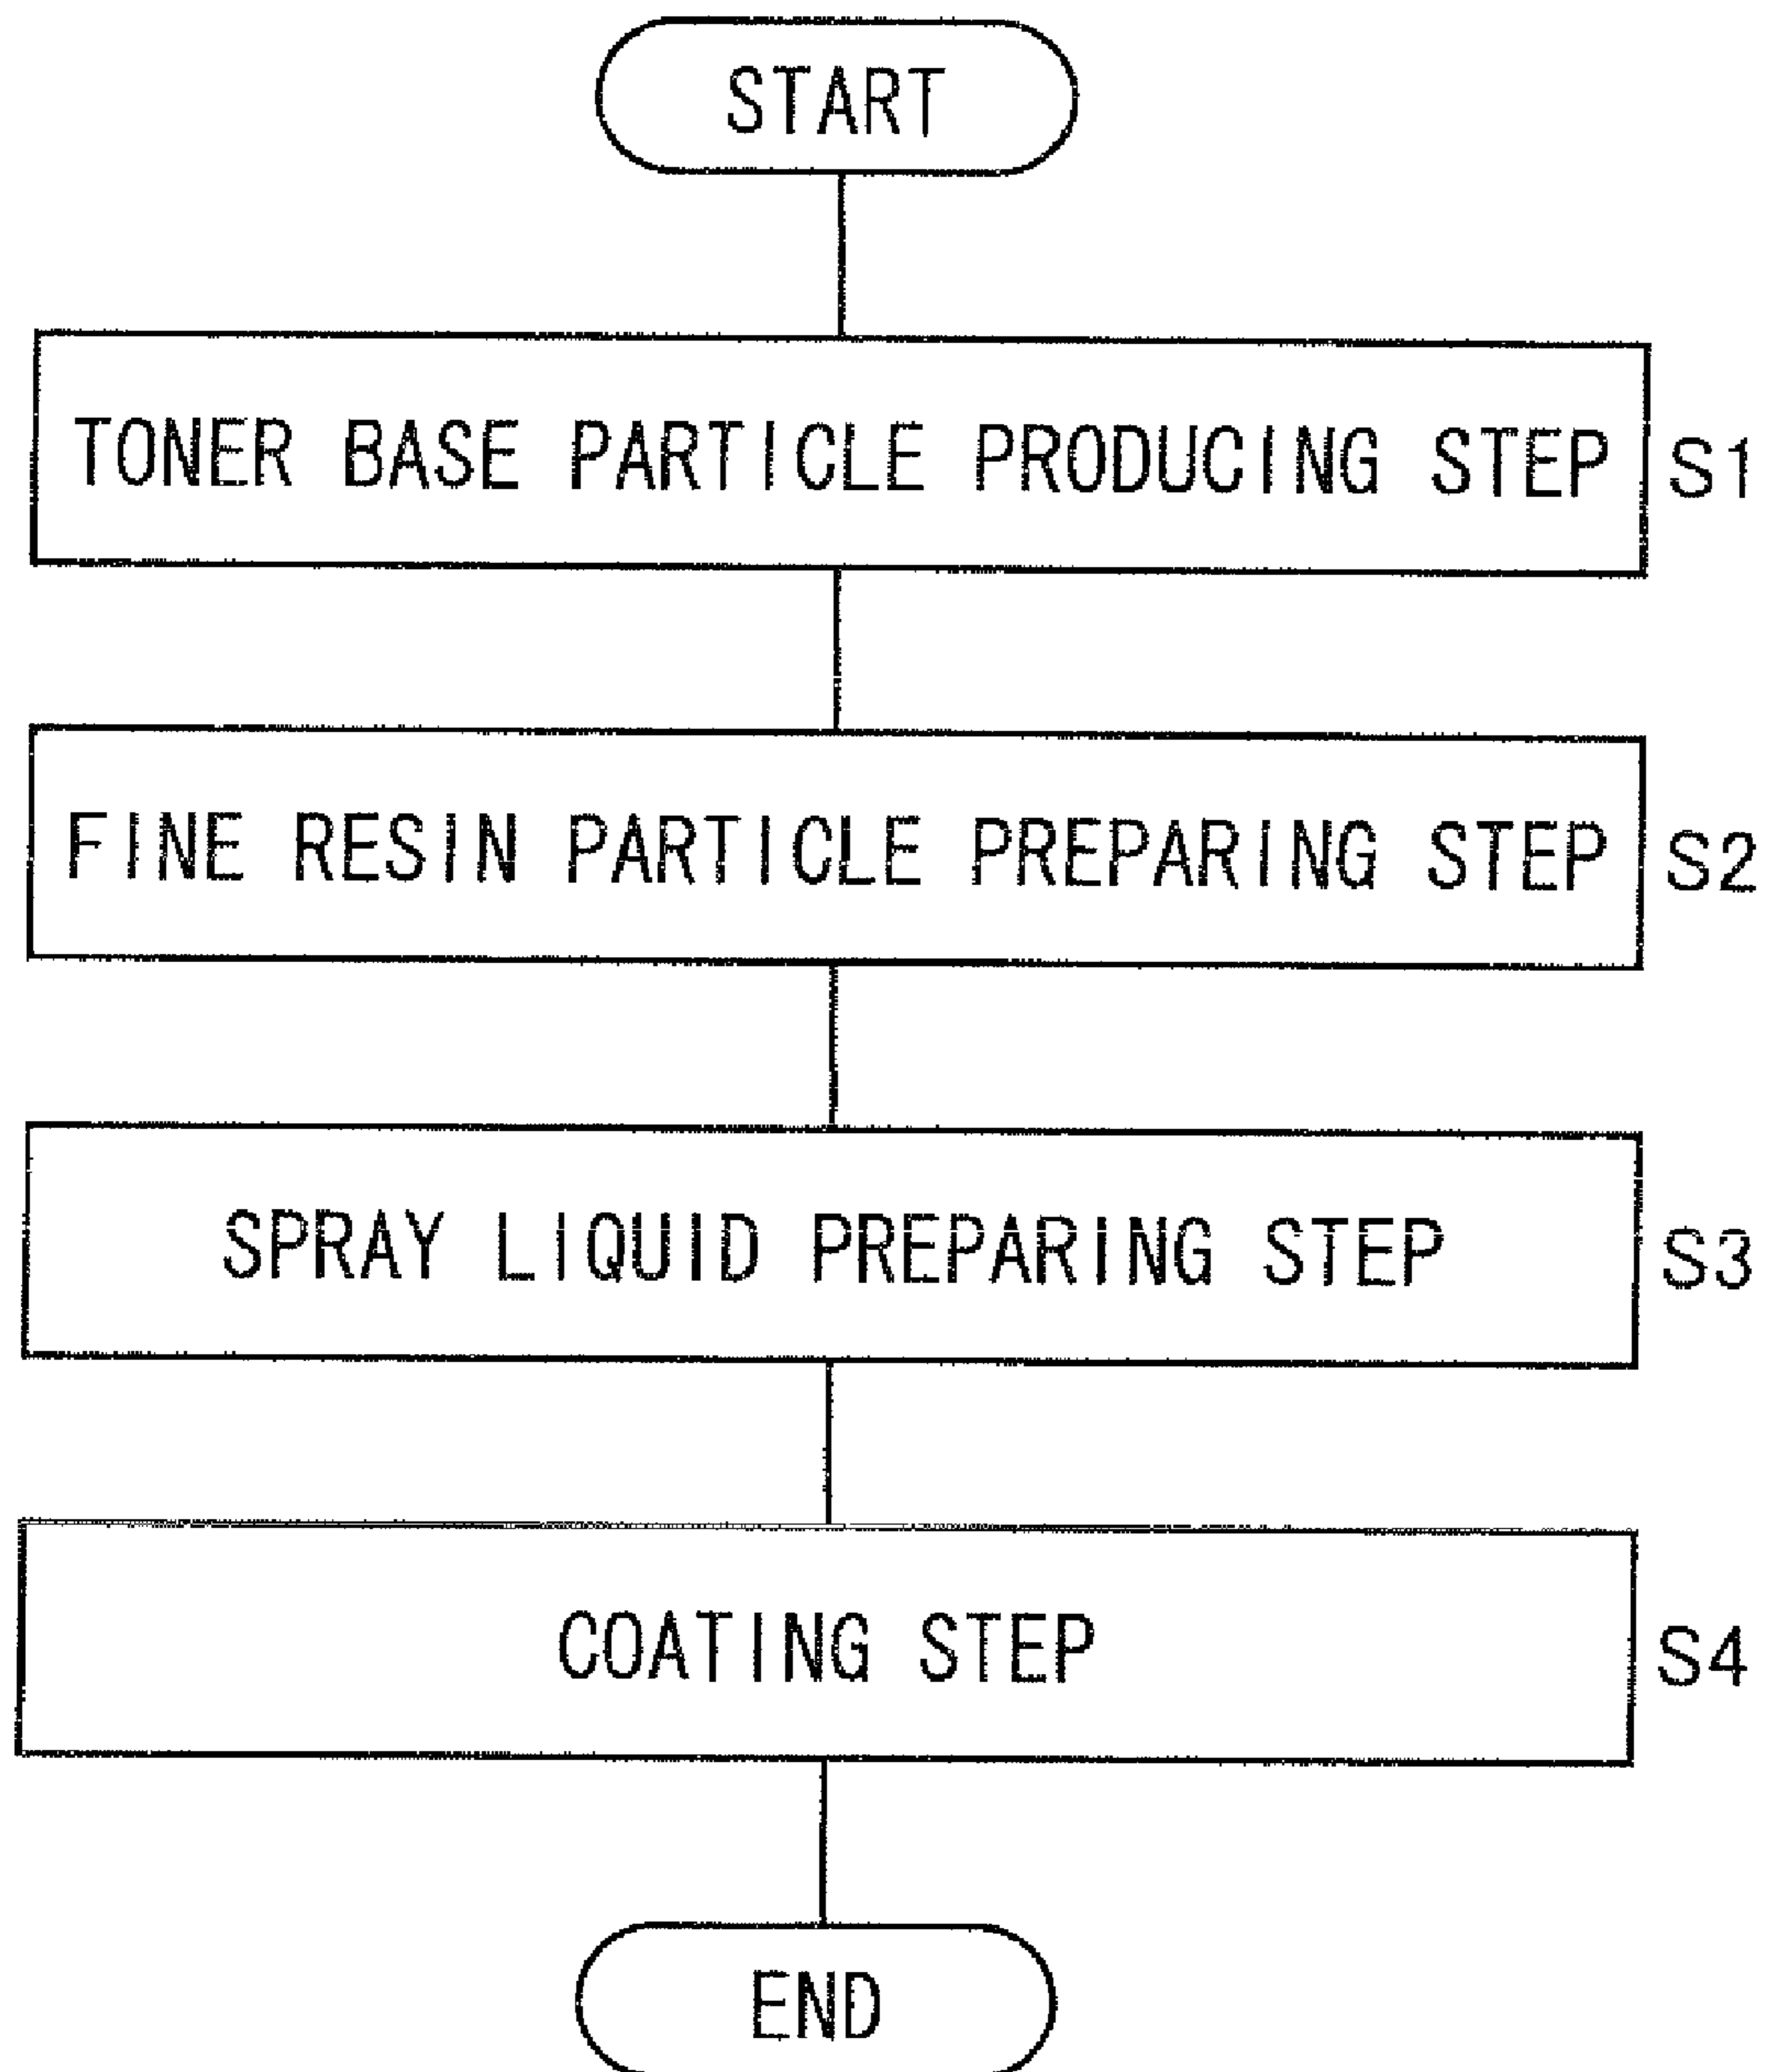 START
TONER BASE PARTICLE PRODUCING STEP S1
FINE RESIN PARTICLE PREPARING STEP S2
SPRAY LIQUID PREPARING STEP S3
COATING STEP S4
END